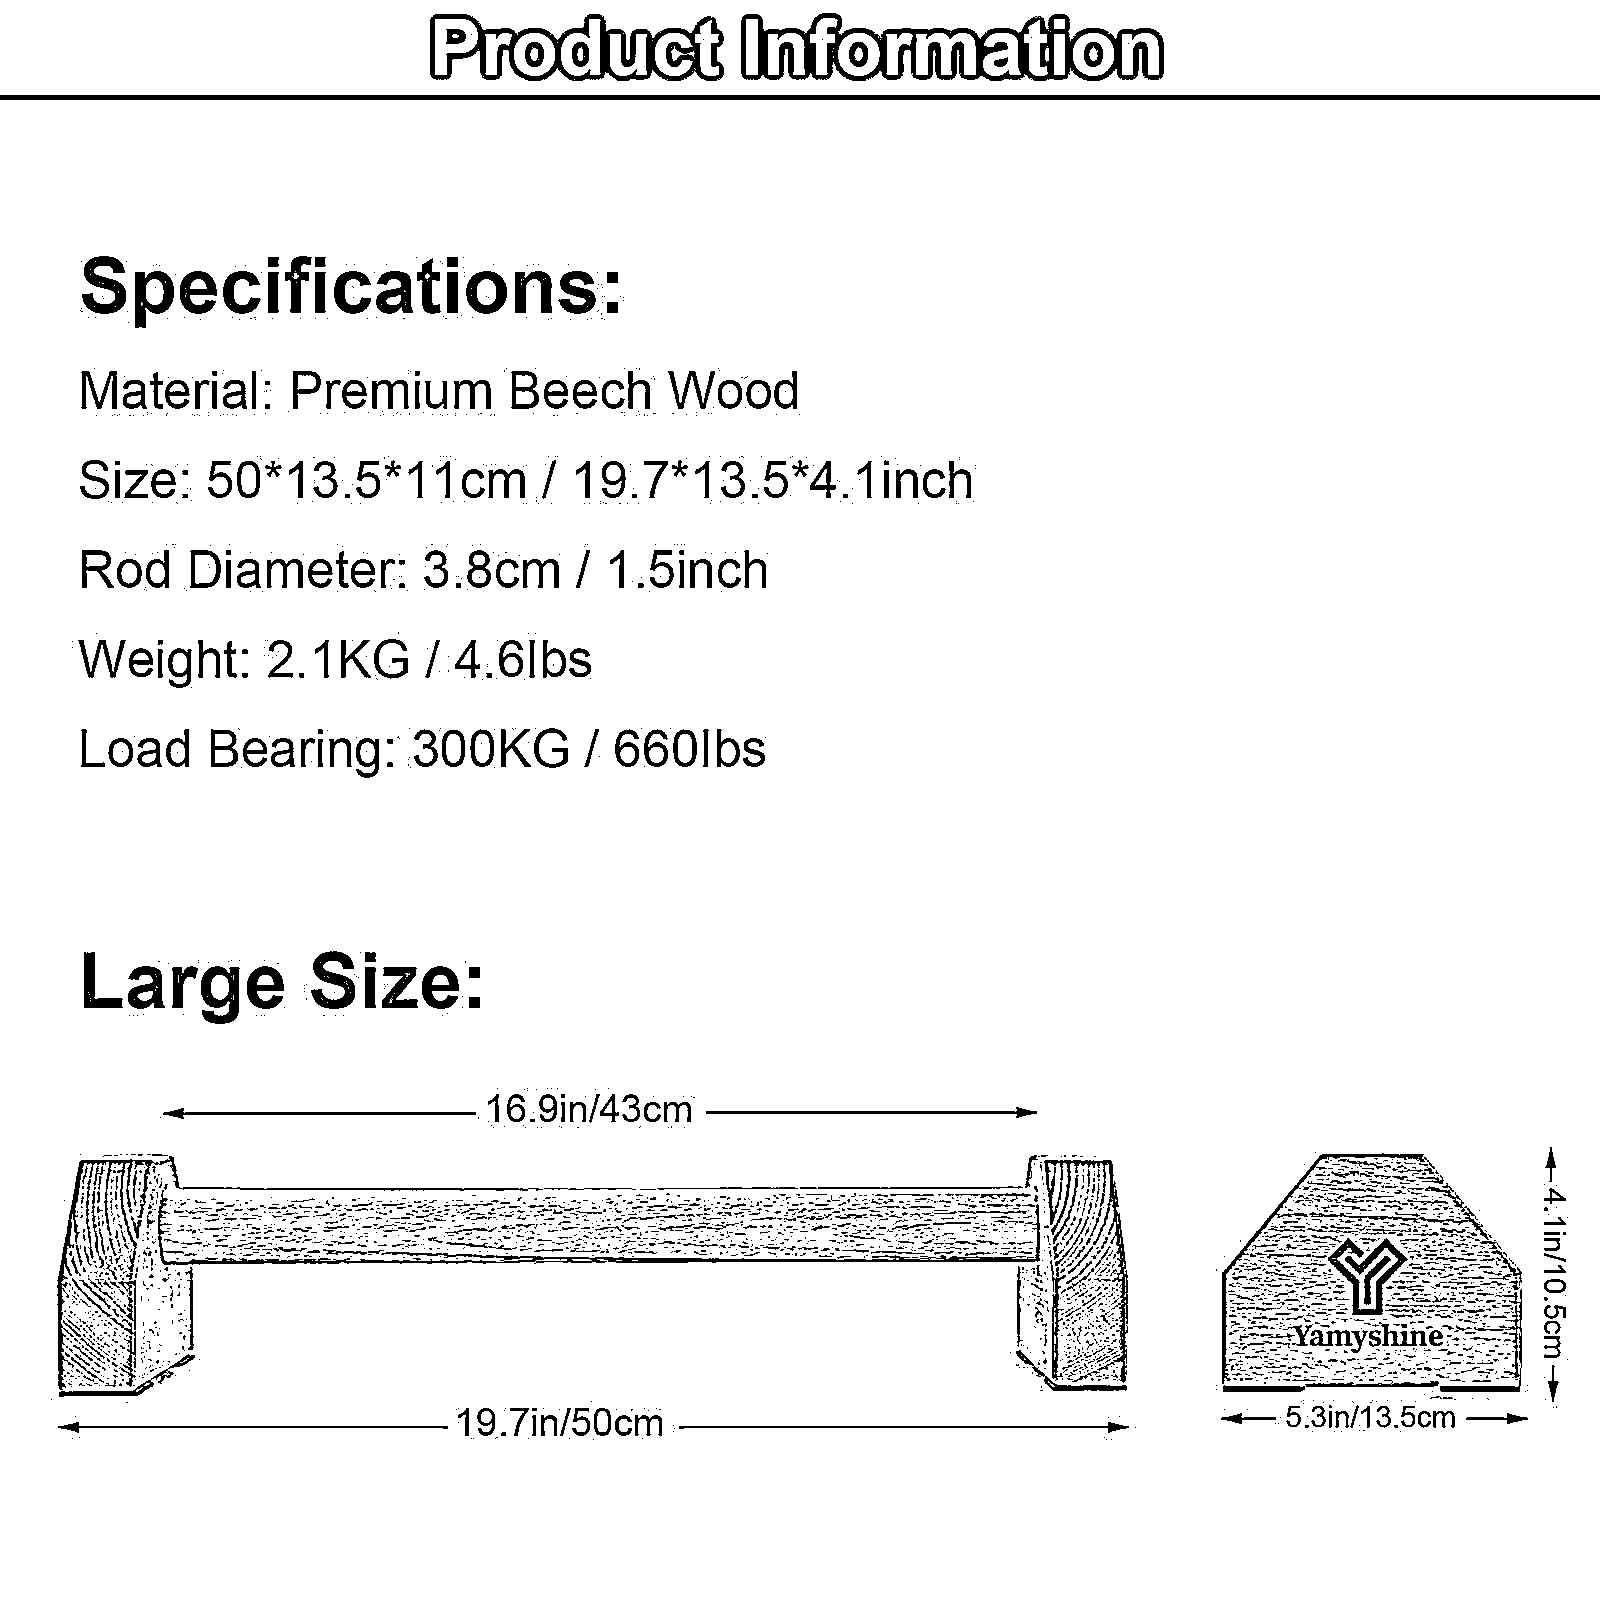 Product Information
Specifications:
Material: Premium Beech Wood
Size: 50*13.5*11cm / 19.7*13.5*4.1inch
Rod Diameter: 3.8cm / 1.5inch
Weight: 2.1KG / 4.6lbs
Load Bearing: 300KG / 660lbs
Large Size:
16.9in/43cm
19.7in/50cm
Yamyshine
4.1in/10.5cm
5.3in/13.5cm